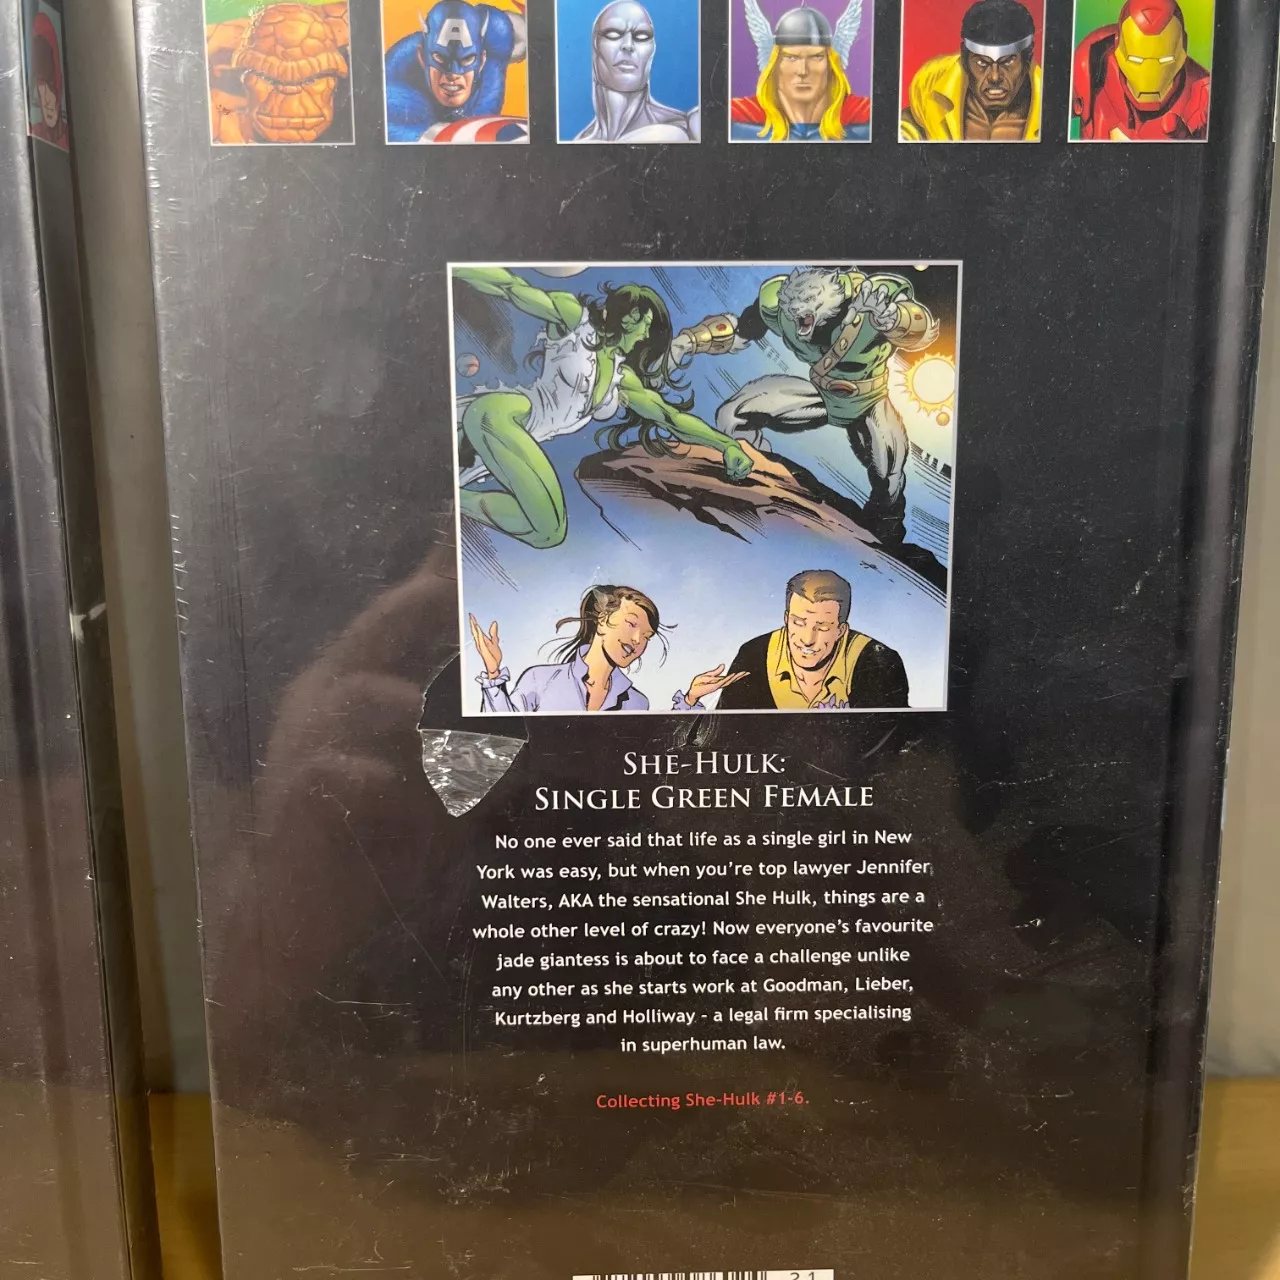 A
SHE-HULK:
SINGLE GREEN FEMALE
No one ever said that life as a single girl in New
York was easy, but when you're top lawyer Jennifer
Walters, AKA the sensational She Hulk, things are a
whole other level of crazy! Now everyone's favourite
jade giantess is about to face a challenge unlike
any other as she starts work at Goodman, Lieber,
Kurtzberg and Holliway - a legal firm specialising
in superhuman law.
Collecting She-Hulk #1-6.